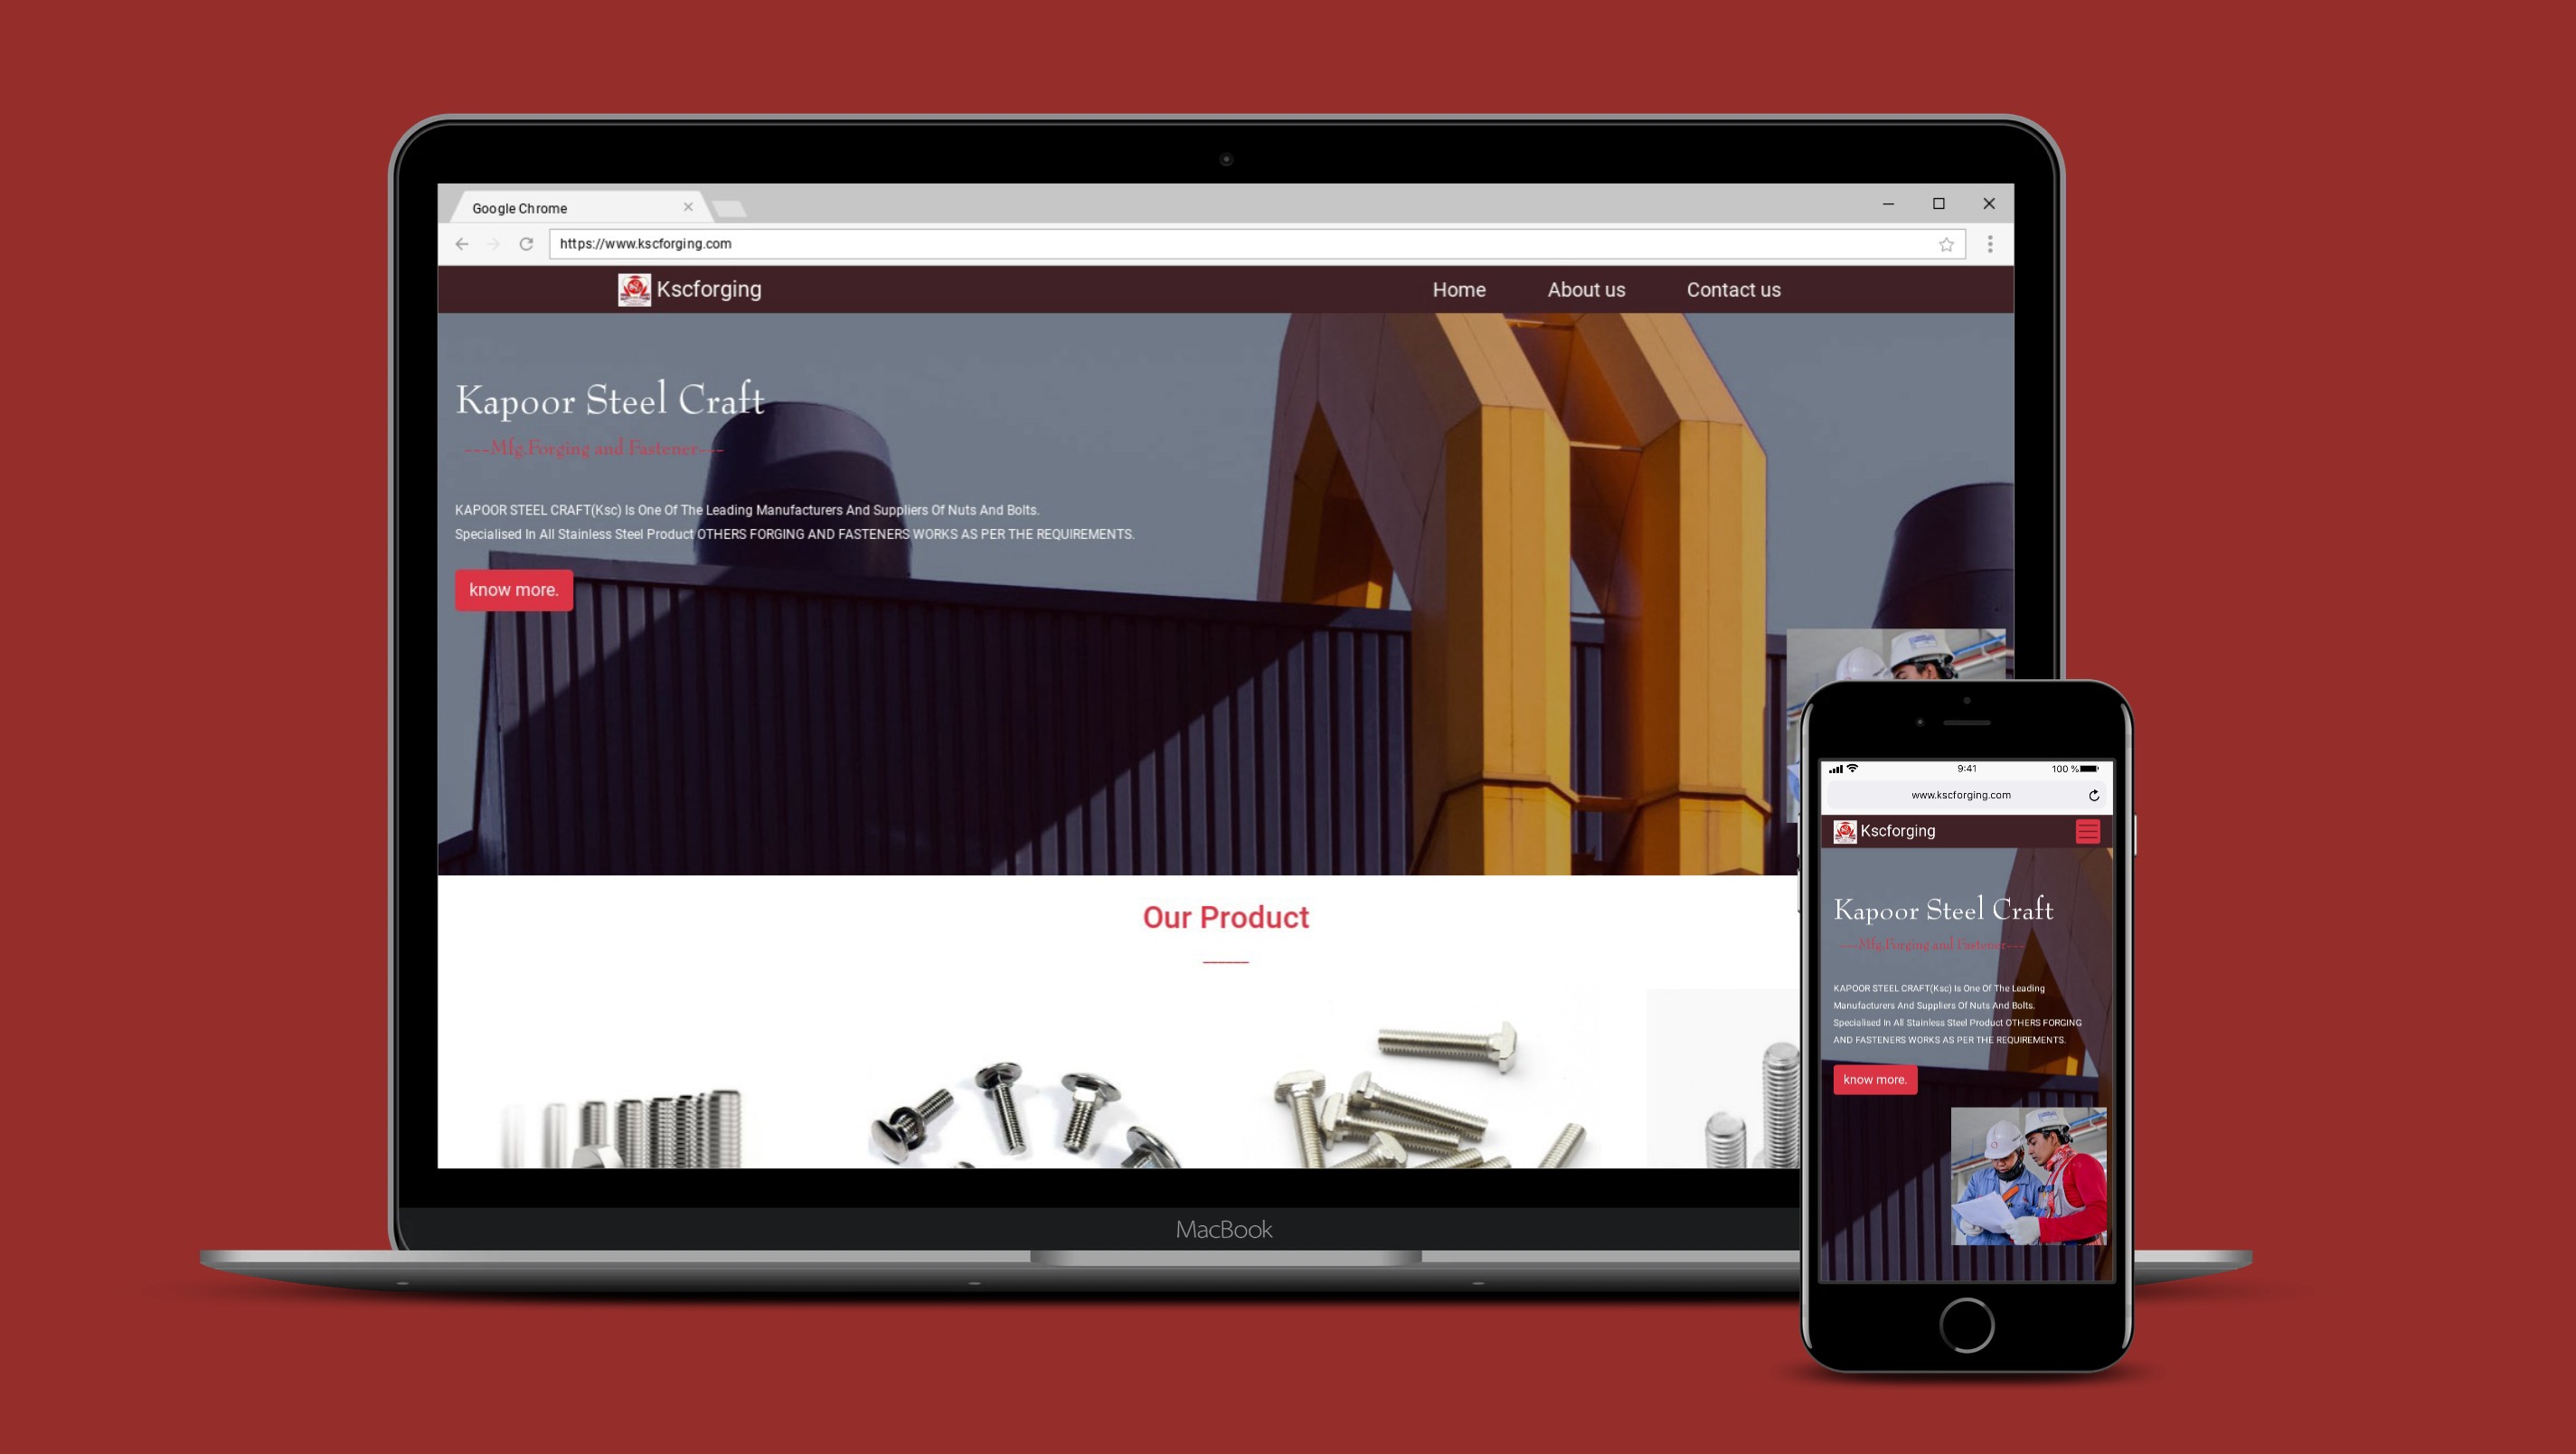 Google Chrome
https://www.kscforging.com
Kscforging
Home
About us
Contact us
Kapoor Steel Craft
---Mfg.Forging and Fastener---
KAPOOR STEEL CRAFT(Ksc) Is One Of The Leading Manufacturers And Suppliers Of Nuts And Bolts.
Specialised In All Stainless Steel Product OTHERS FORGING AND FASTENERS WORKS AS PER THE REQUIREMENTS.
know more.
Our Product
MacBook
9:41
100 %
www.kscforging.com
Kscforging
Kapoor Steel Craft
---Mfg.Forging and Fastener---
KAPOOR STEEL CRAFT(Ksc) Is One Of The Leading
Manufacturers And Suppliers Of Nuts And Bolts.
Specialised In All Stainless Steel Product OTHERS FORGING
AND FASTENERS WORKS AS PER THE REQUIREMENTS.
know more.